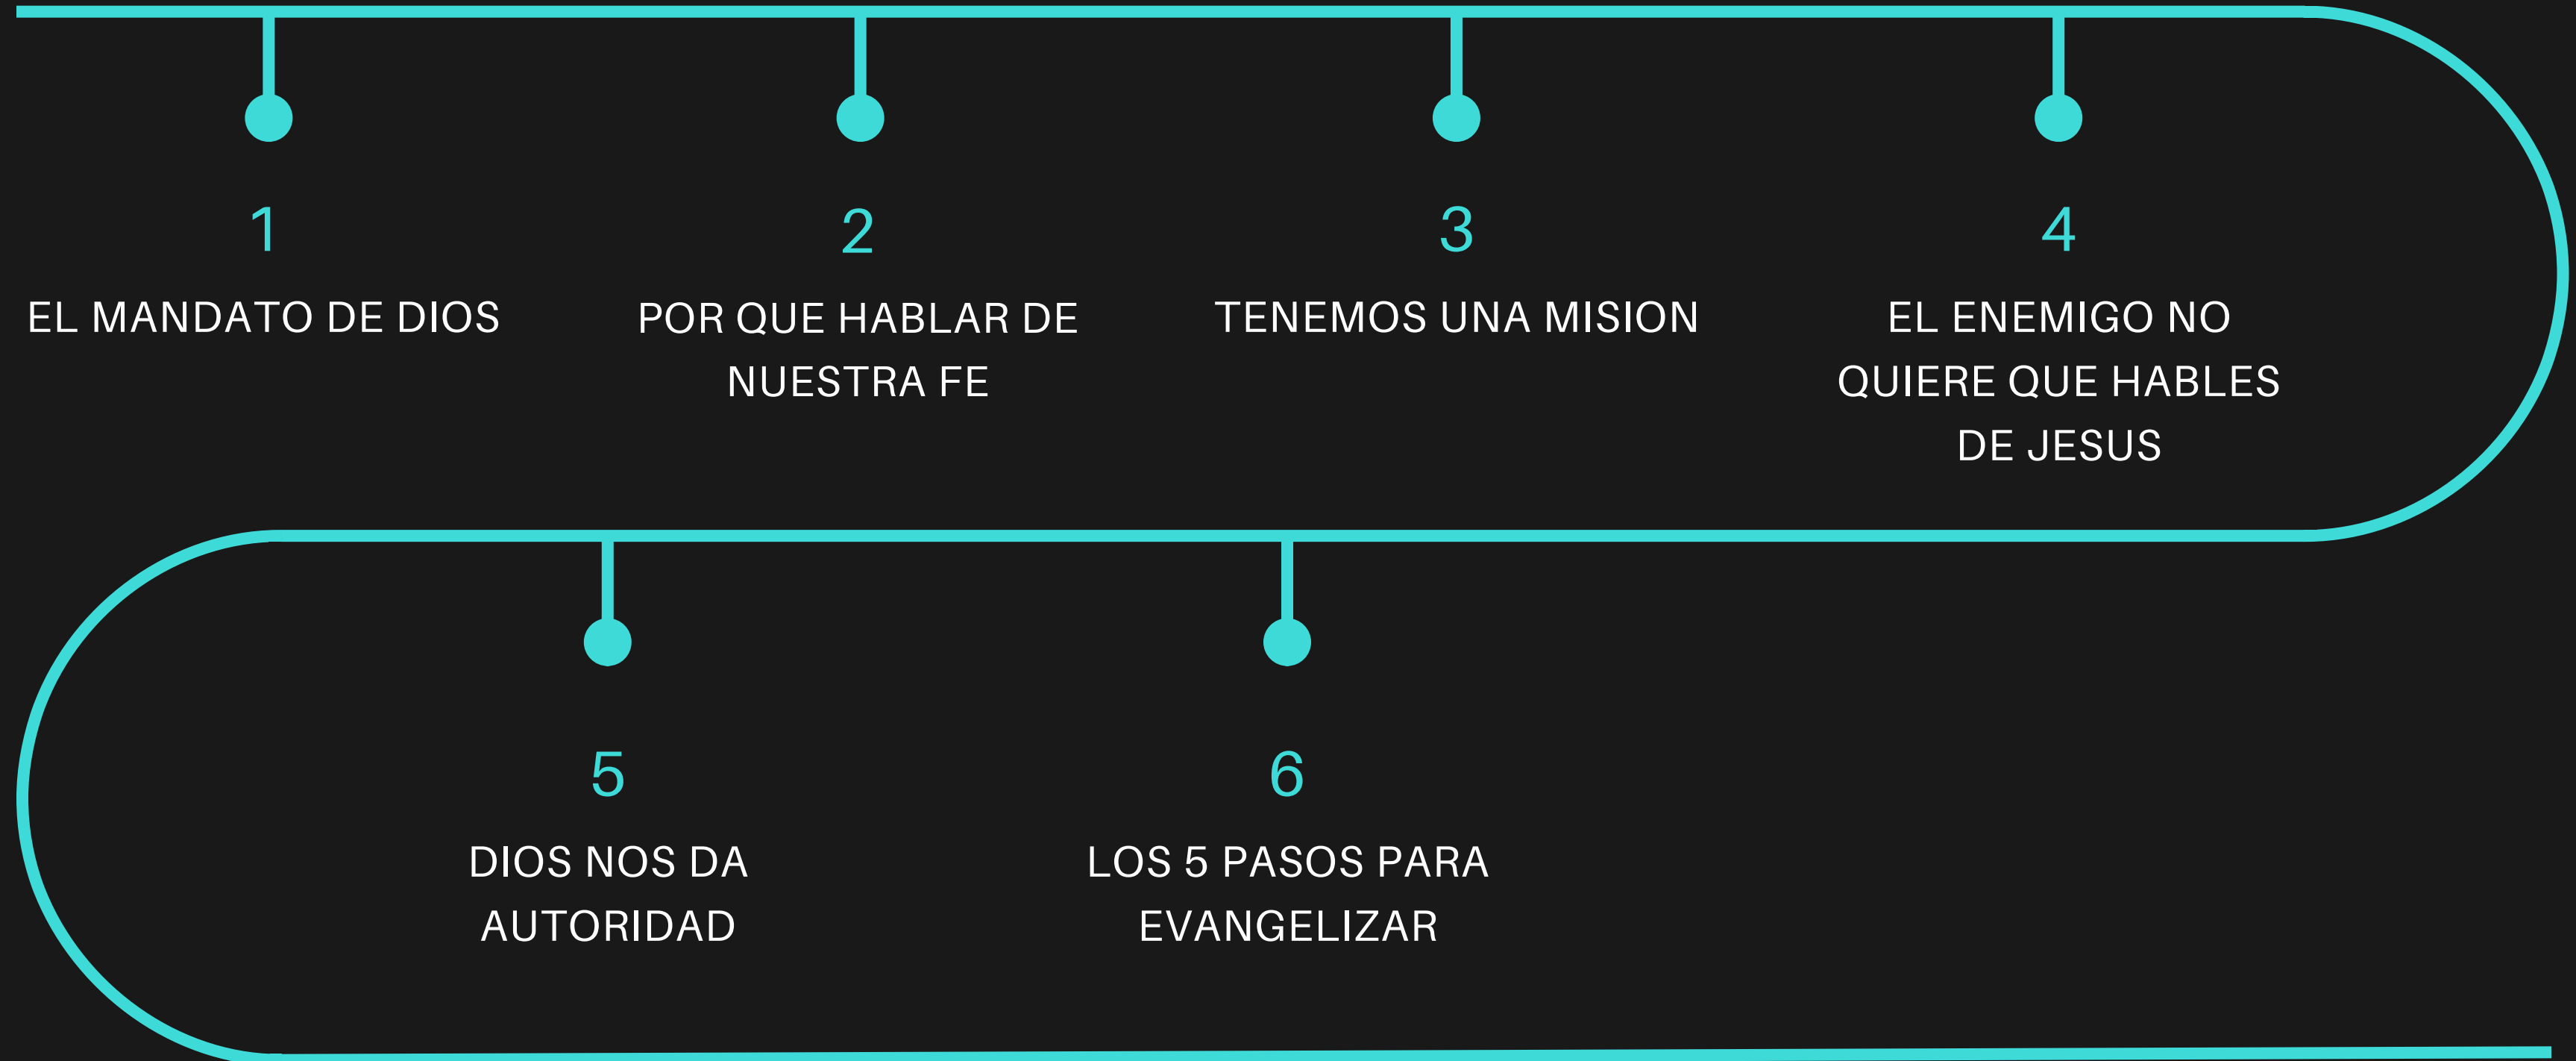 1
EL MANDATO DE DIOS
2
POR QUE HABLAR DE
NUESTRA FE
3
TENEMOS UNA MISION
4
EL ENEMIGO NO
QUIERE QUE HABLES
DE JESUS
5
DIOS NOS DA
AUTORIDAD
6
LOS 5 PASOS PARA
EVANGELIZAR